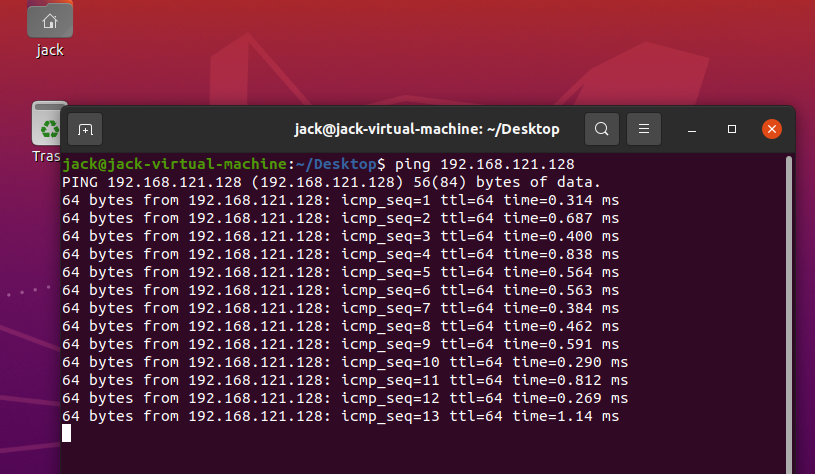 jack
Tras
jack@jack-virtual-machine: ~/Desktop
jack@jack-virtual-machine:~/Desktop$ ping 192.168.121.128
PING 192.168.121.128 (192.168.121.128) 56(84) bytes of data.
64 bytes from 192.168.121.128: icmp_seq=1 ttl=64 time=0.314 ms
64 bytes from 192.168.121.128: icmp_seq=2 ttl=64 time=0.687 ms
64 bytes from 192.168.121.128: icmp_seq=3 ttl=64 time=0.400 ms
64 bytes from 192.168.121.128: icmp_seq=4 ttl=64 time=0.838 ms
64 bytes from 192.168.121.128: icmp_seq=5 ttl=64 time=0.564 ms
64 bytes from 192.168.121.128: icmp_seq=6 ttl=64 time=0.563 ms
64 bytes from 192.168.121.128: icmp_seq=7 ttl=64 time=0.384 ms
64 bytes from 192.168.121.128: icmp_seq=8 ttl=64 time=0.462 ms
64 bytes from 192.168.121.128: icmp_seq=9 ttl=64 time=0.591 ms
64 bytes from 192.168.121.128: icmp_seq=10 ttl=64 time=0.290 ms
64 bytes from 192.168.121.128: icmp_seq=11 ttl=64 time=0.812 ms
64 bytes from 192.168.121.128: icmp_seq=12 ttl=64 time=0.269 ms
64 bytes from 192.168.121.128: icmp_seq=13 ttl=64 time=1.14 ms